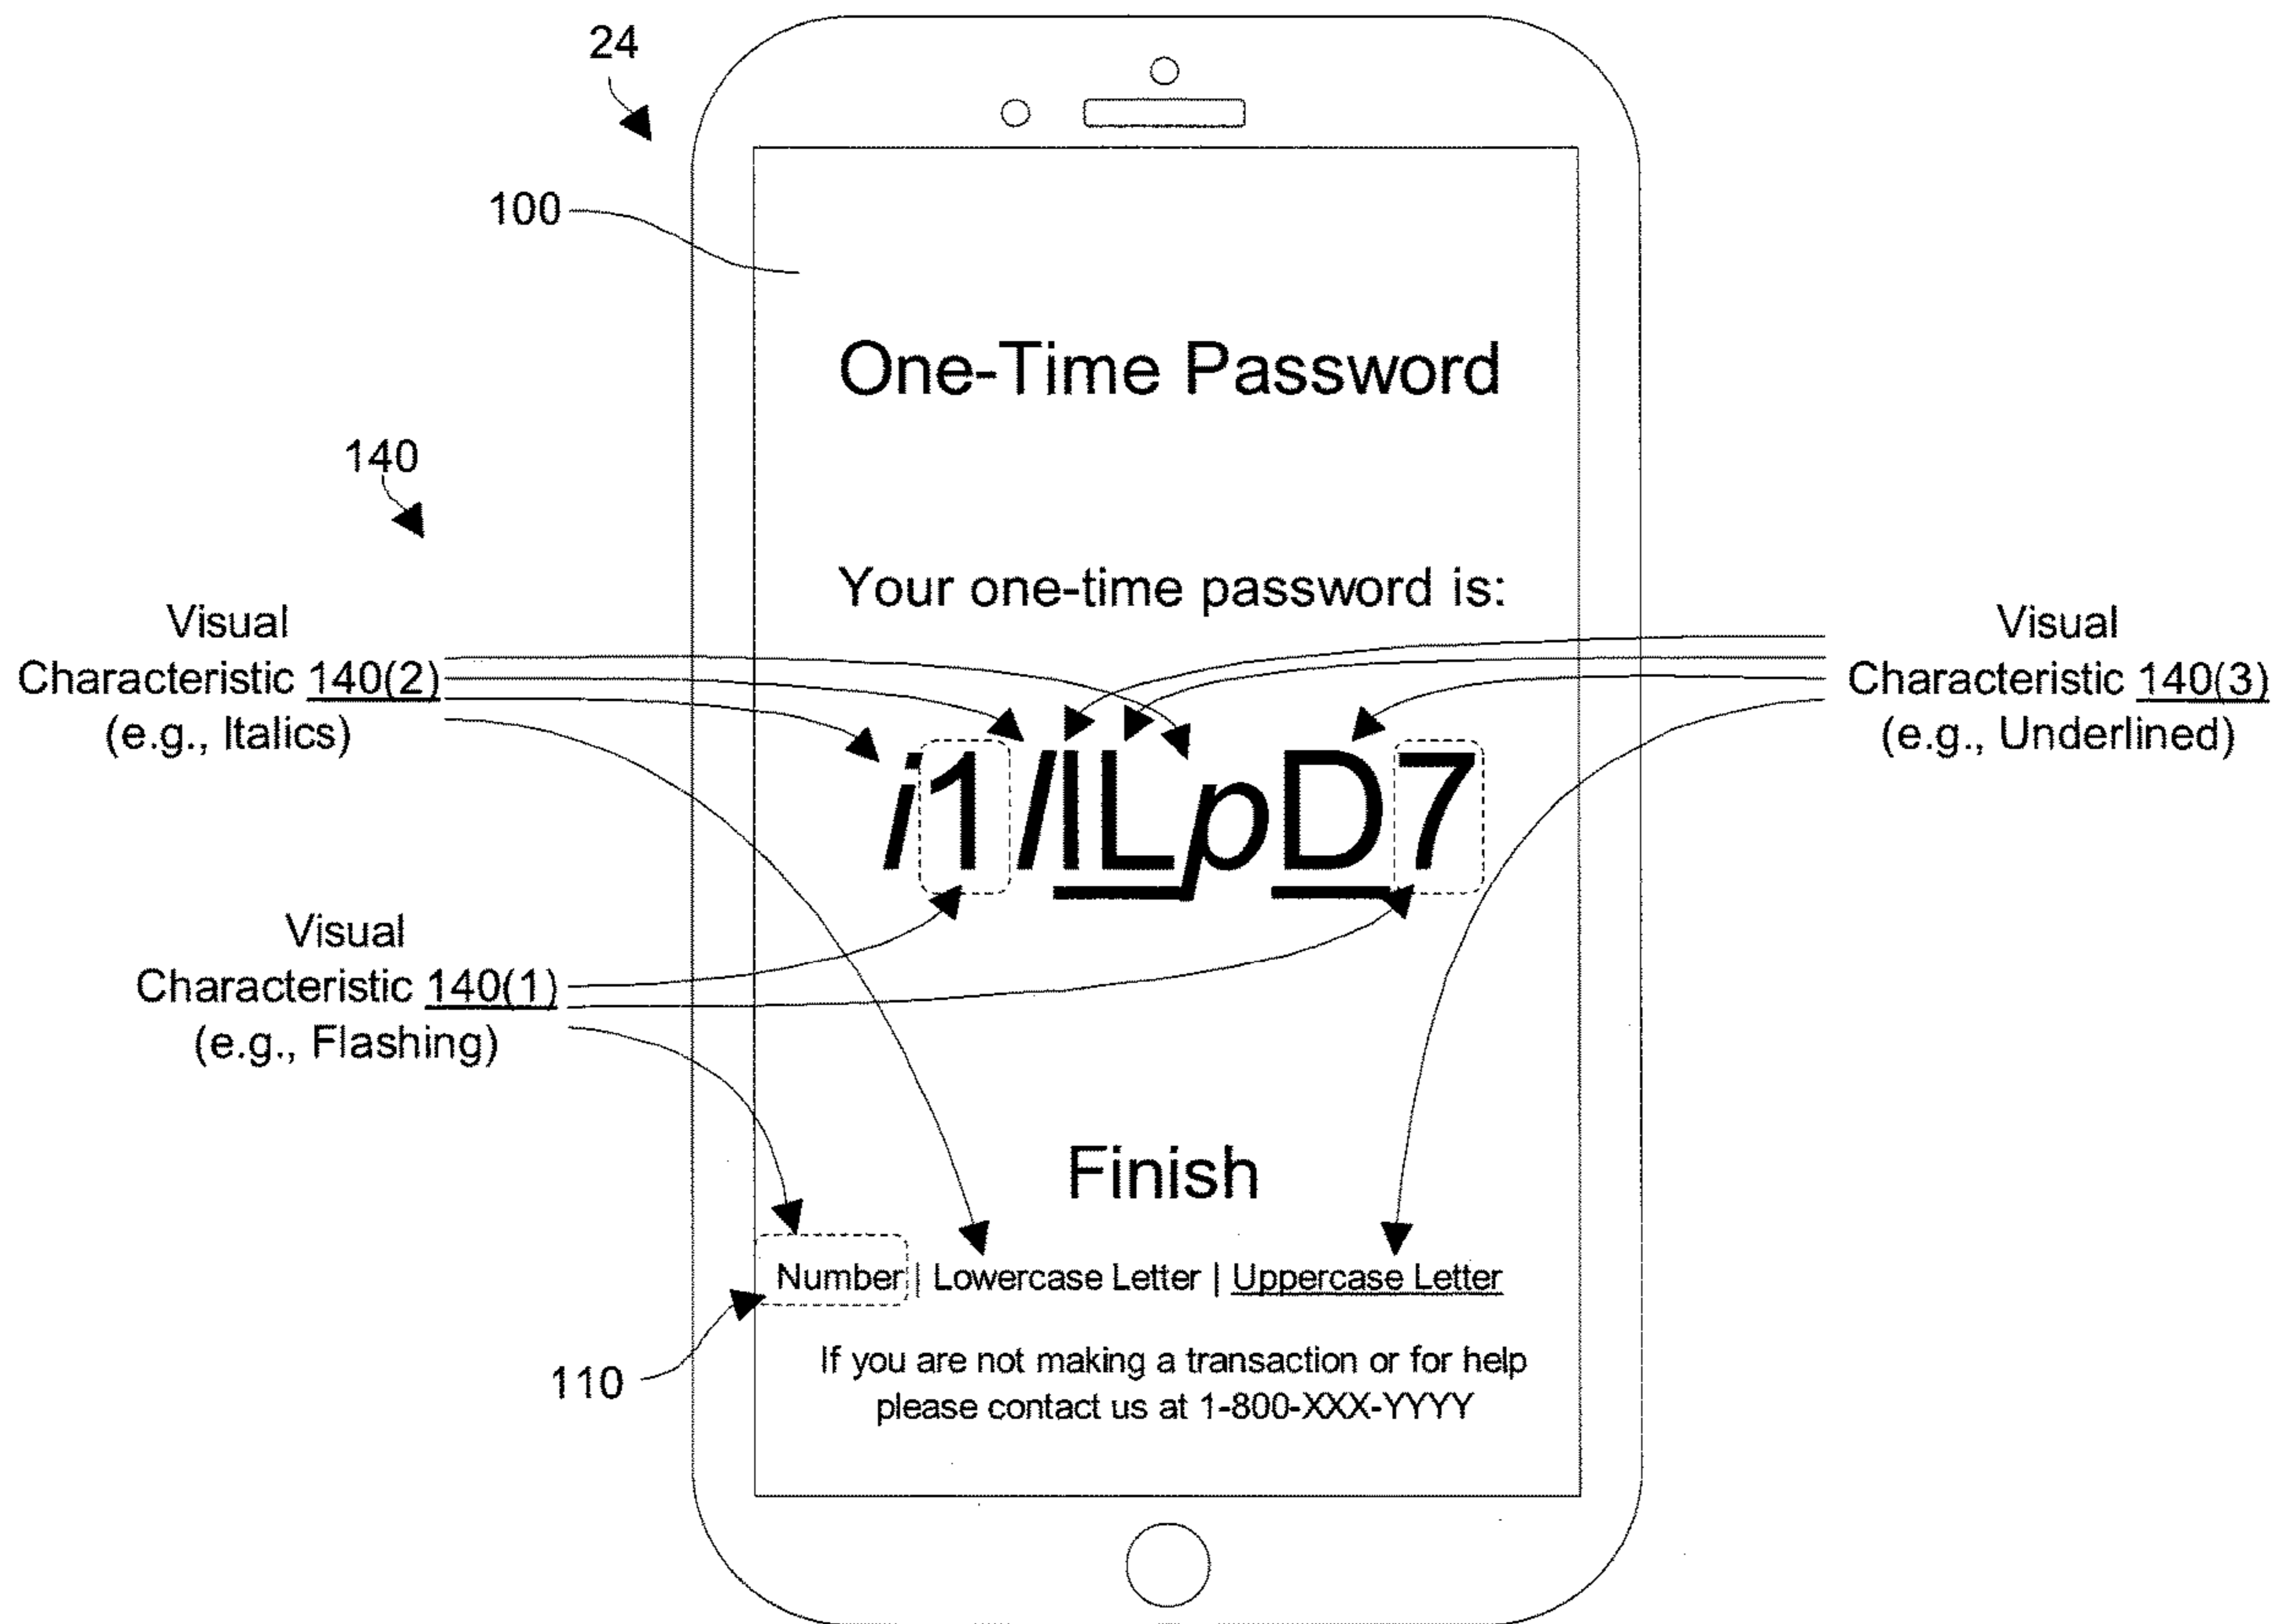 24
100
One-Time Password
140
Your one-time password is:
Visual
Characteristic 140(2)
(e.g., Italics)
Visual
Characteristic 140(3)
(e.g., Underlined)
i1lILpD7
Visual
Characteristic 140(1)
(e.g., Flashing)
Finish
Number | Lowercase Letter | Uppercase Letter
110
If you are not making a transaction or for help
please contact us at 1-800-XXX-YYYY